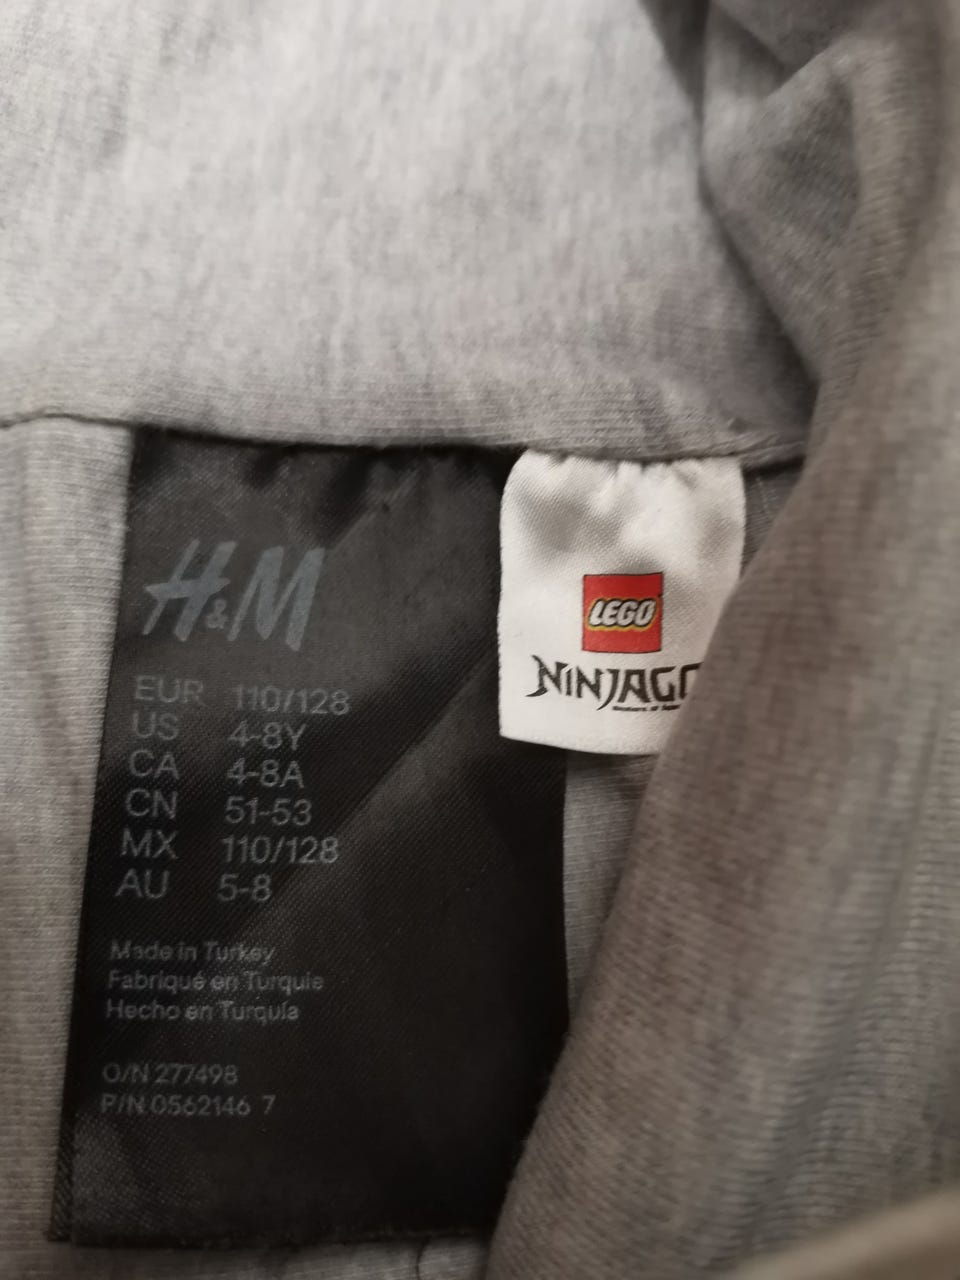 H&M
EUR 110/128
US 4-8Y
CA 4-8A
CN 51-53
MX 110/128
AU 5-8
Made in Turkey
Fabriqué en Turquie
Hecho en Turquía
O/N 277498
P/N 0562146 7
LEGO
NINJAGO